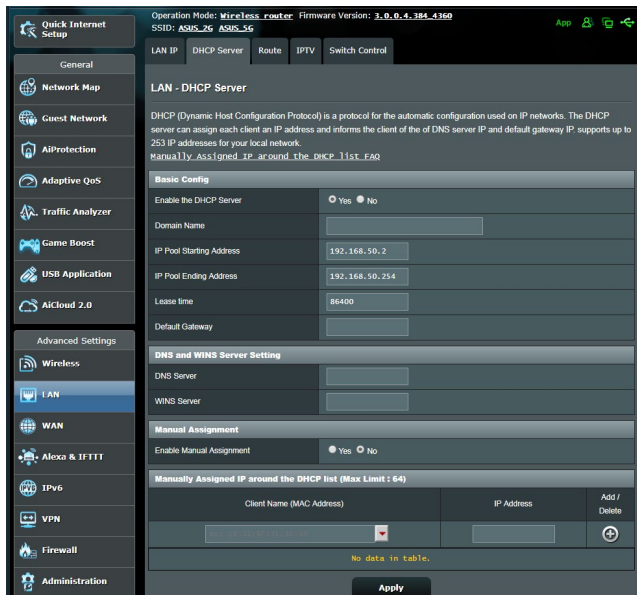 Quick Internet
Setup
General
Network Map
Guest Network
AiProtection
Adaptive QoS
Traffic Analyzer
Game Boost
USB Application
AiCloud 2.0
Advanced Settings
Wireless
LAN
WAN
Alexa & IFTTT
IPv6
VPN
Firewall
Administration
Operation Mode: Wireless router Firmware Version: 3.0.0.4.384_4360
SSID: ASUS_2G ASUS_5G
App
LAN IP DHCP Server Route IPTV Switch Control
LAN - DHCP Server
DHCP (Dynamic Host Configuration Protocol) is a protocol for the automatic configuration used on IP networks. The DHCP
server can assign each client an IP address and informs the client of the of DNS server IP and default gateway IP. supports up to
253 IP addresses for your local network.
Manually Assigned IP around the DHCP list FAQ
Basic Config
Enable the DHCP Server Yes No
Domain Name
IP Pool Starting Address 192.168.50.2
IP Pool Ending Address 192.168.50.254
Lease time 86400
Default Gateway
DNS and WINS Server Setting
DNS Server
WINS Server
Manual Assignment
Enable Manual Assignment Yes No
Manually Assigned IP around the DHCP list (Max Limit : 64)
Client Name (MAC Address) IP Address Add /
Delete
No data in table.
Apply